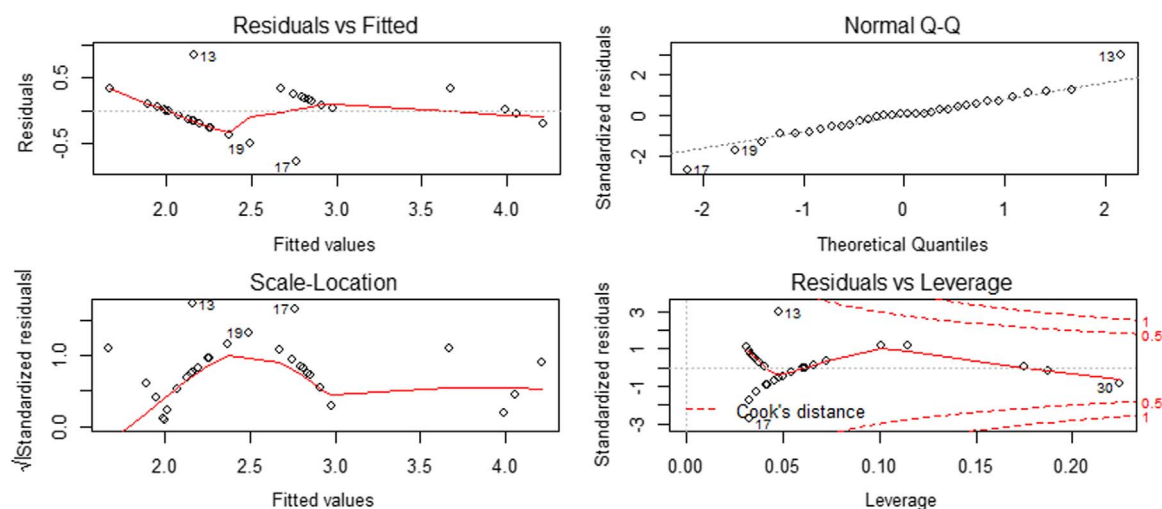 Residuals vs Fitted
Residuals
0.5
-0.5
13
19
17
2.0 2.5 3.0 3.5 4.0
Fitted values
Normal Q-Q
Standardized residuals
2
0
-2
13
19
17
-2 -1 0 1 2
Theoretical Quantiles
Scale-Location
√|Standardized residuals|
1.0
0.0
13
17
19
2.0 2.5 3.0 3.5 4.0
Fitted values
Residuals vs Leverage
Standardized residuals
3
1
-1
-3
13
1
0.5
30
0.5
1
Cook's distance
17
0.00 0.05 0.10 0.15 0.20
Leverage